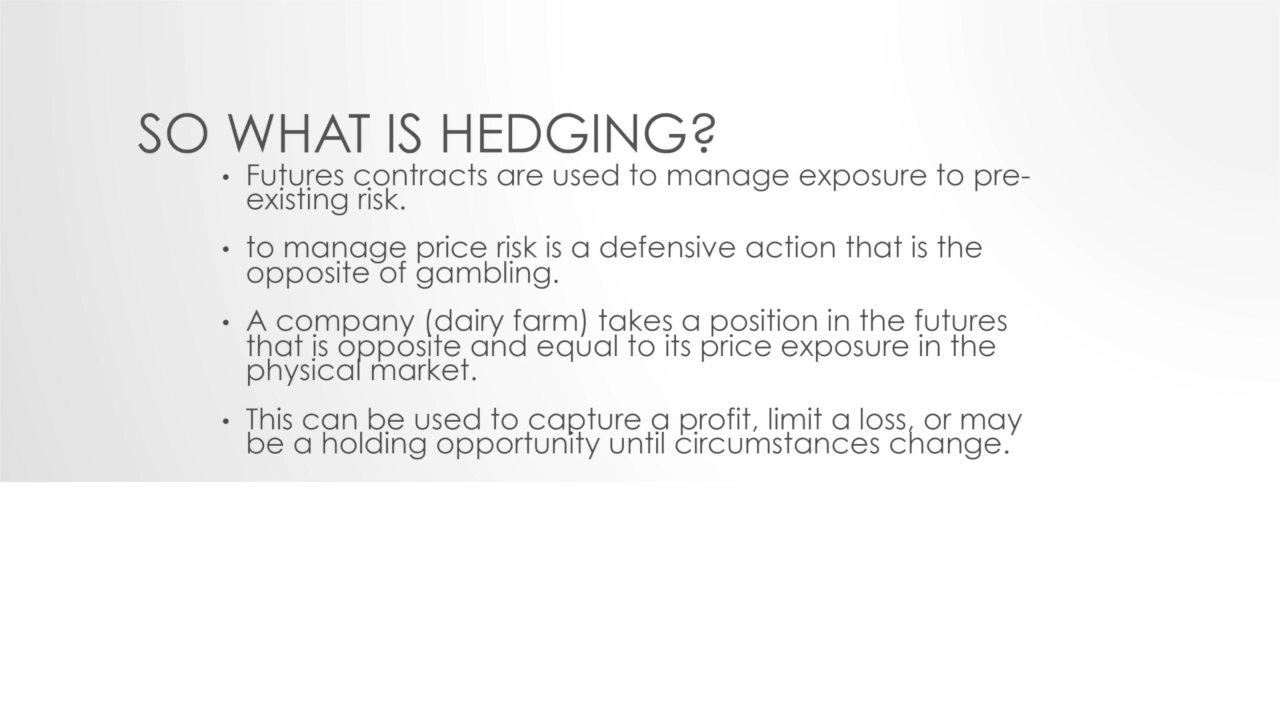 SO WHAT IS HEDGING?
• Futures contracts are used to manage exposure to pre-
existing risk.
• to manage price risk is a defensive action that is the
opposite of gambling.
• A company (dairy farm) takes a position in the futures
that is opposite and equal to its price exposure in the
physical market.
• This can be used to capture a profit, limit a loss, or may
be a holding opportunity until circumstances change.